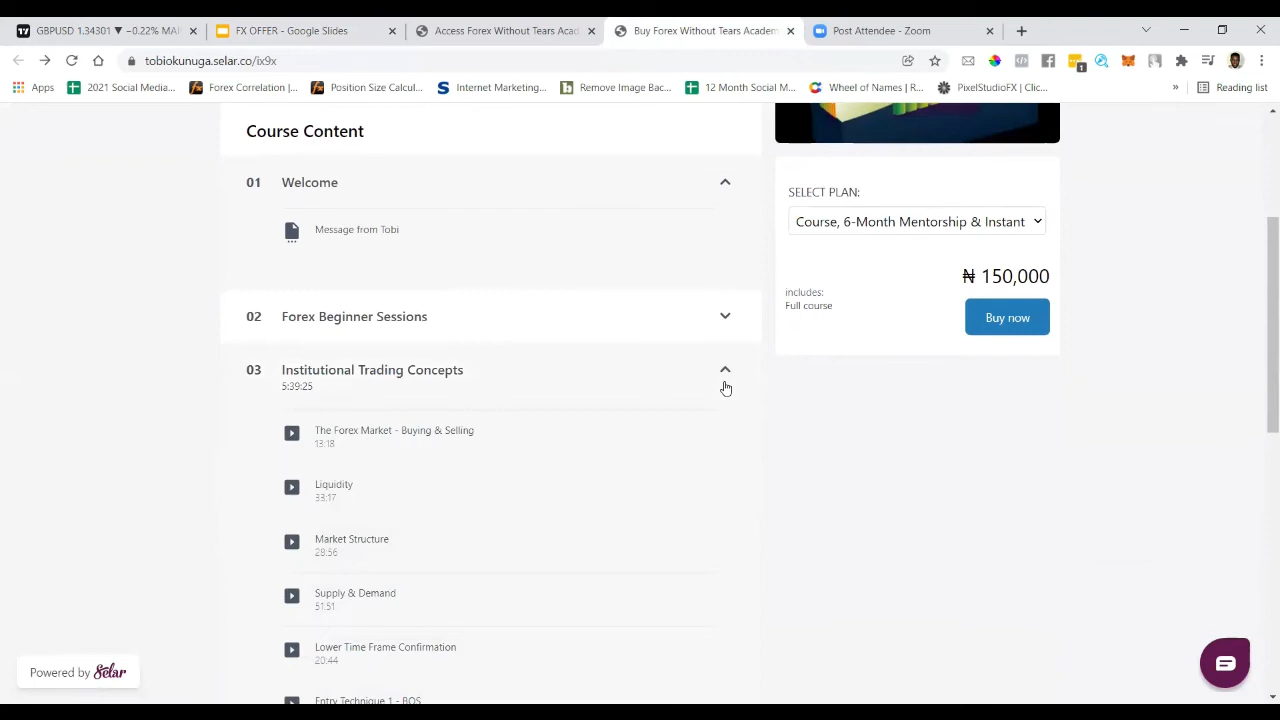 GBPUSD 1.34301 ▼ −0.22% MA
FX OFFER - Google Slides
Access Forex Without Tears Acad
Buy Forex Without Tears Academ
Post Attendee - Zoom
tobiokunuga.selar.co/ix9x
1
Apps
2021 Social Media...
Forex Correlation |...
Position Size Calcul...
Internet Marketing...
Remove Image Bac...
12 Month Social M...
Wheel of Names | R...
PixelStudioFX | Clic...
»
Reading list
Course Content
01 Welcome
Message from Tobi
02 Forex Beginner Sessions
03 Institutional Trading Concepts
5:39:25
The Forex Market - Buying & Selling
13:18
Liquidity
33:17
Market Structure
28:56
Supply & Demand
51:51
Lower Time Frame Confirmation
20:44
Entry Technique 1 - BOS
SELECT PLAN:
Course, 6-Month Mentorship & Instant
₦ 150,000
includes:
Full course
Buy now
Powered by Selar